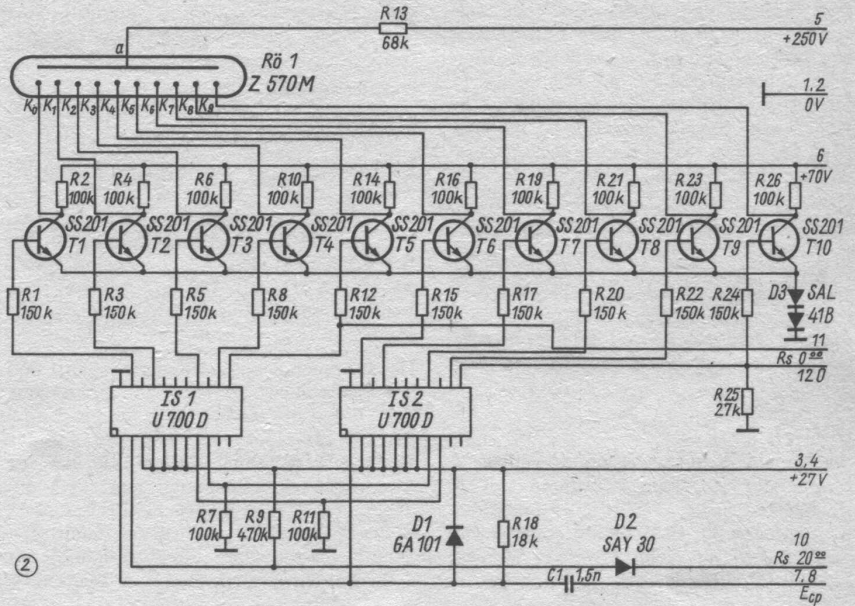 R13
68k
5
+250V
a
Rö 1
Z 570 M
1,2
0V
K0 K1 K2 K3 K4 K5 K6 K7 K8 K9
6
+70V
R2 100k
R4 100k
R6 100k
R10 100k
R14 100k
R16 100k
R19 100k
R21 100k
R23 100k
R26 100k
SS201 T1
SS201 T2
SS201 T3
SS201 T4
SS201 T5
SS201 T6
SS201 T7
SS201 T8
SS201 T9
SS201 T10
R1 150k
R3 150k
R5 150k
R8 150k
R12 150k
R15 150k
R17 150k
R20 150k
R22 150k
R24 150k
D3 SAL 41B
11
Rs 0°°
12 0
IS 1
U 700 D
IS 2
U 700 D
R25
27k
3,4
+27V
R7 100k
R9 470k
R11 100k
D1
6A 101
R18
18k
D2
SAY 30
10
Rs 20°°
7,8
Ecp
C1 1,5n
2